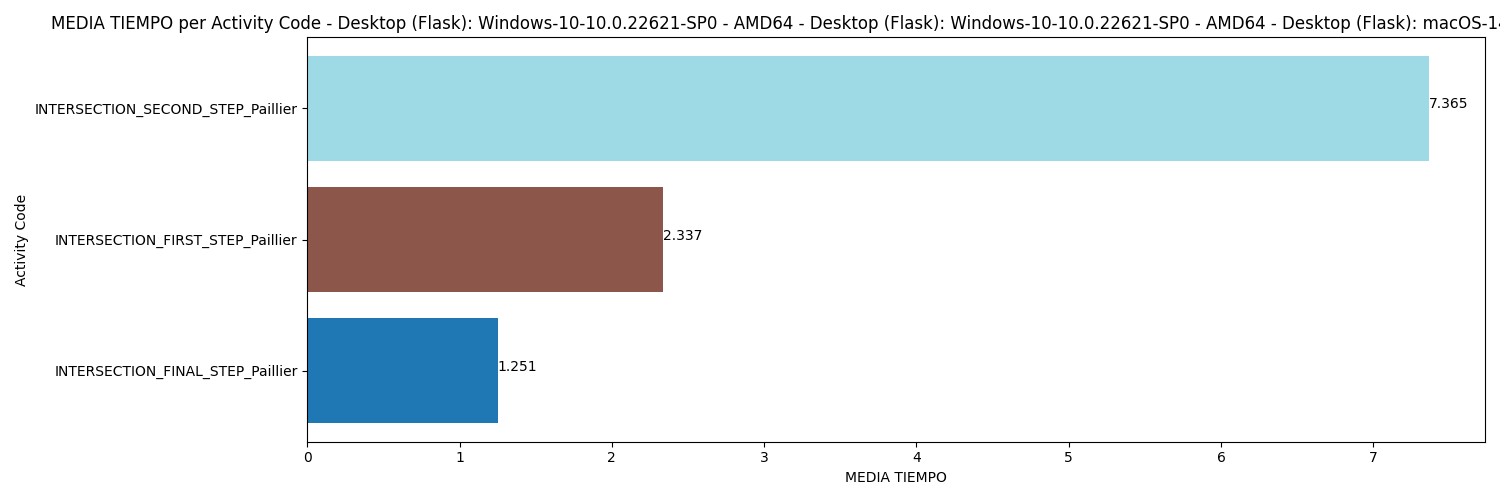 MEDIA TIEMPO per Activity Code - Desktop (Flask): Windows-10-10.0.22621-SP0 - AMD64 - Desktop (Flask): Windows-10-10.0.22621-SP0 - AMD64 - Desktop (Flask): macOS-14
INTERSECTION_SECOND_STEP_Paillier
7.365
INTERSECTION_FIRST_STEP_Paillier
2.337
INTERSECTION_FINAL_STEP_Paillier
1.251
Activity Code
0 1 2 3 4 5 6 7
MEDIA TIEMPO